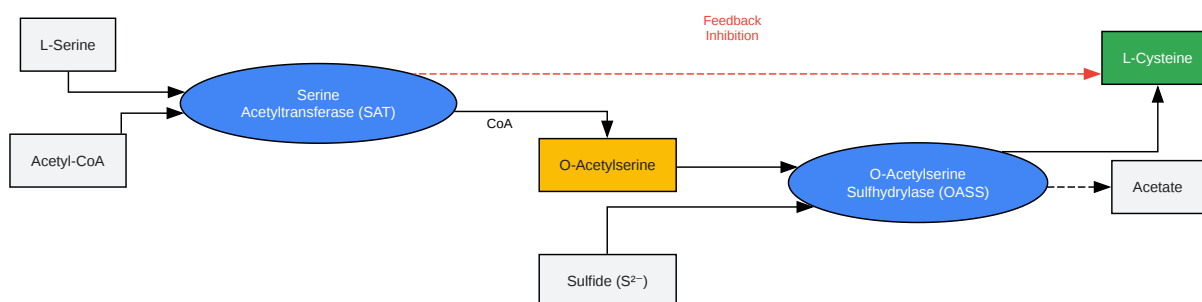 Feedback
Inhibition
L-Serine
L-Cysteine
Serine
Acetyltransferase (SAT)
CoA
Acetyl-CoA
O-Acetylserine
O-Acetylserine
Sulfhydrylase (OASS)
Acetate
Sulfide (S²⁻)